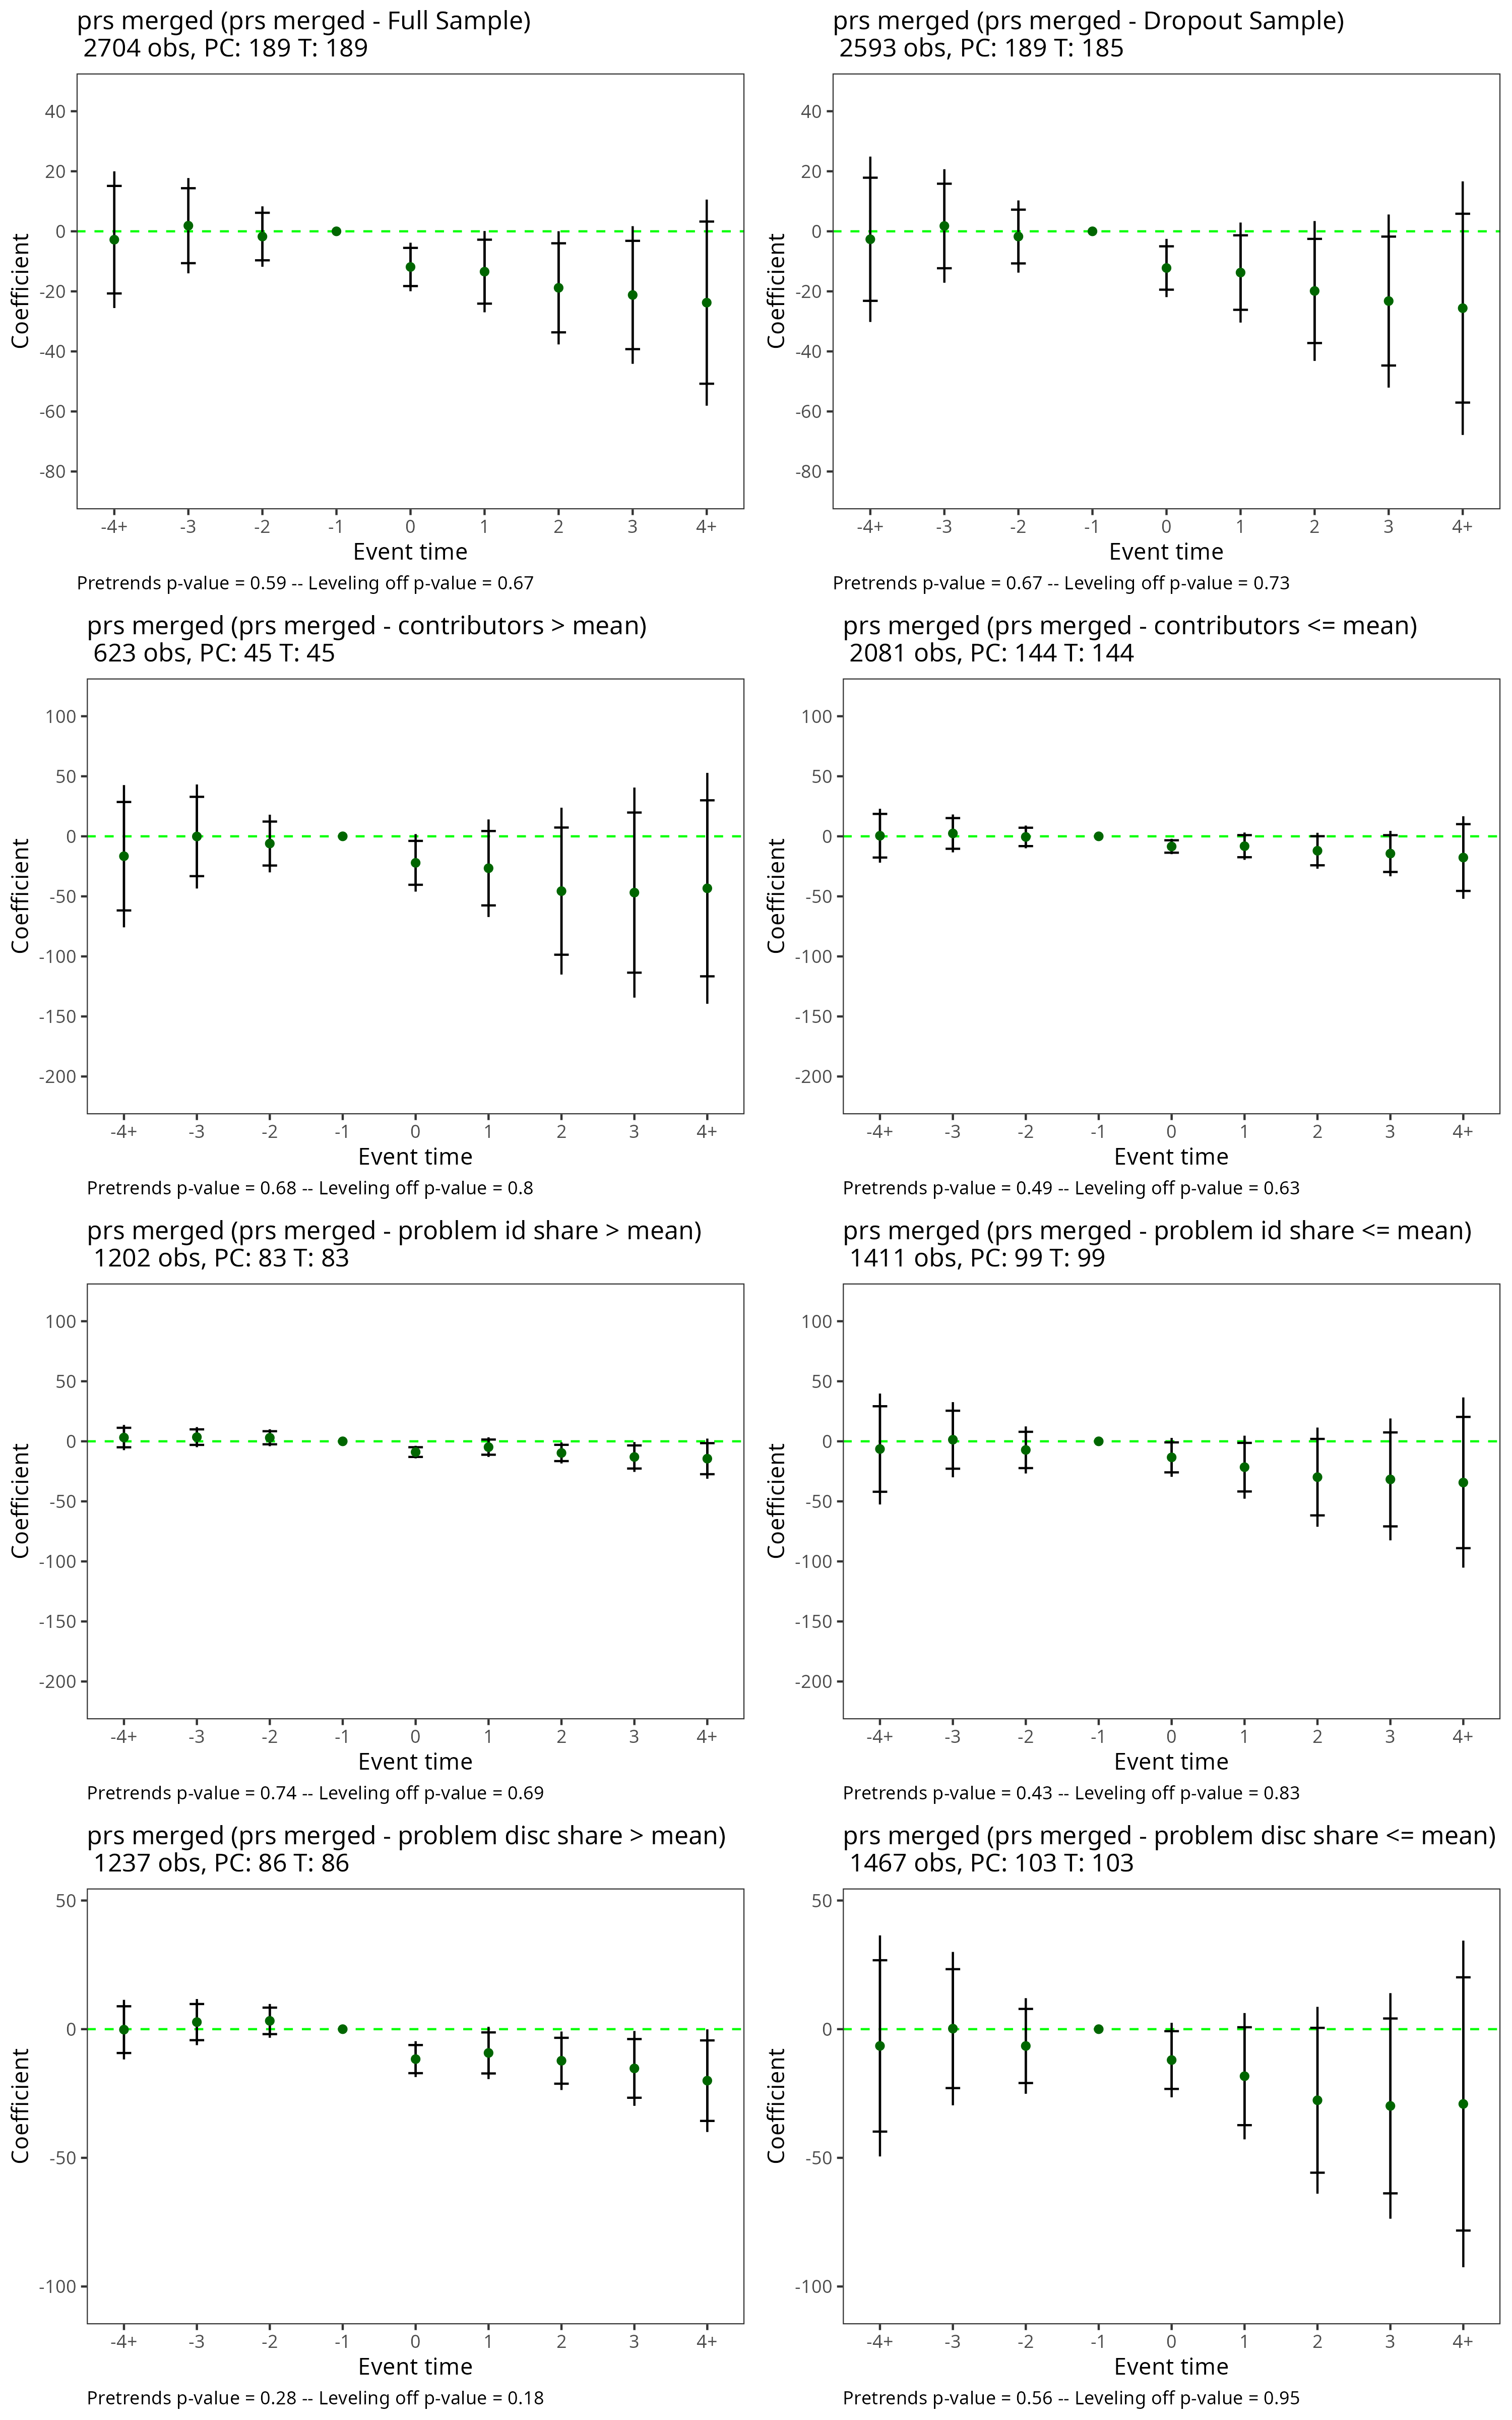 prs merged (prs merged - Full Sample)
2704 obs, PC: 189 T: 189
40
20
0
-20
-40
-60
-80
Coefficient
-4+ -3 -2 -1 0 1 2 3 4+
Event time
Pretrends p-value = 0.59 -- Leveling off p-value = 0.67
prs merged (prs merged - Dropout Sample)
2593 obs, PC: 189 T: 185
40
20
0
-20
-40
-60
-80
Coefficient
-4+ -3 -2 -1 0 1 2 3 4+
Event time
Pretrends p-value = 0.67 -- Leveling off p-value = 0.73
prs merged (prs merged - contributors > mean)
623 obs, PC: 45 T: 45
100
50
0
-50
-100
-150
-200
Coefficient
-4+ -3 -2 -1 0 1 2 3 4+
Event time
Pretrends p-value = 0.68 -- Leveling off p-value = 0.8
prs merged (prs merged - contributors <= mean)
2081 obs, PC: 144 T: 144
100
50
0
-50
-100
-150
-200
Coefficient
-4+ -3 -2 -1 0 1 2 3 4+
Event time
Pretrends p-value = 0.49 -- Leveling off p-value = 0.63
prs merged (prs merged - problem id share > mean)
1202 obs, PC: 83 T: 83
100
50
0
-50
-100
-150
-200
Coefficient
-4+ -3 -2 -1 0 1 2 3 4+
Event time
Pretrends p-value = 0.74 -- Leveling off p-value = 0.69
prs merged (prs merged - problem id share <= mean)
1411 obs, PC: 99 T: 99
100
50
0
-50
-100
-150
-200
Coefficient
-4+ -3 -2 -1 0 1 2 3 4+
Event time
Pretrends p-value = 0.43 -- Leveling off p-value = 0.83
prs merged (prs merged - problem disc share > mean)
1237 obs, PC: 86 T: 86
50
0
-50
-100
Coefficient
-4+ -3 -2 -1 0 1 2 3 4+
Event time
Pretrends p-value = 0.28 -- Leveling off p-value = 0.18
prs merged (prs merged - problem disc share <= mean)
1467 obs, PC: 103 T: 103
50
0
-50
-100
Coefficient
-4+ -3 -2 -1 0 1 2 3 4+
Event time
Pretrends p-value = 0.56 -- Leveling off p-value = 0.95